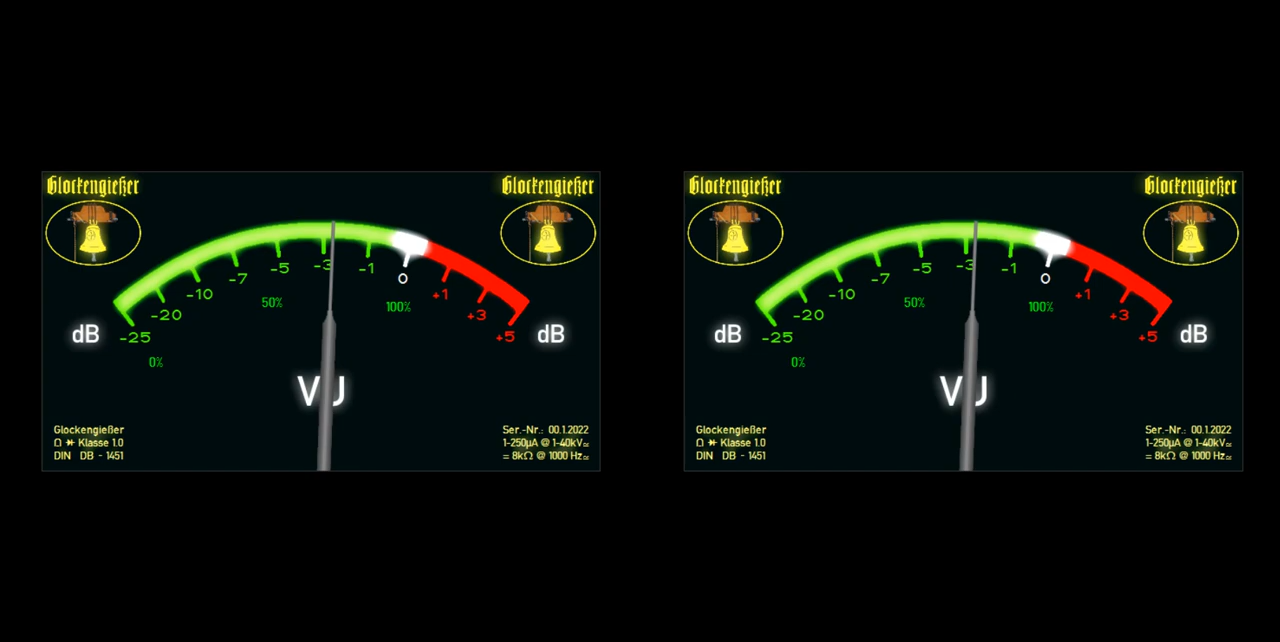 Glockengießer
Glockengießer
-25
-20
-10
-7
-5
-3
-1
0
+1
+3
+5
0%
50%
100%
dB
dB
VU
Glockengießer
Klasse 1.0
DIN DB - 1451
Ser.-Nr.: 00.1.2022
1-250µA @ 1-40kV
= 8kΩ @ 1000 Hz
Glockengießer
Glockengießer
-25
-20
-10
-7
-5
-3
-1
0
+1
+3
+5
0%
50%
100%
dB
dB
VU
Glockengießer
Klasse 1.0
DIN DB - 1451
Ser.-Nr.: 00.1.2022
1-250µA @ 1-40kV
= 8kΩ @ 1000 Hz